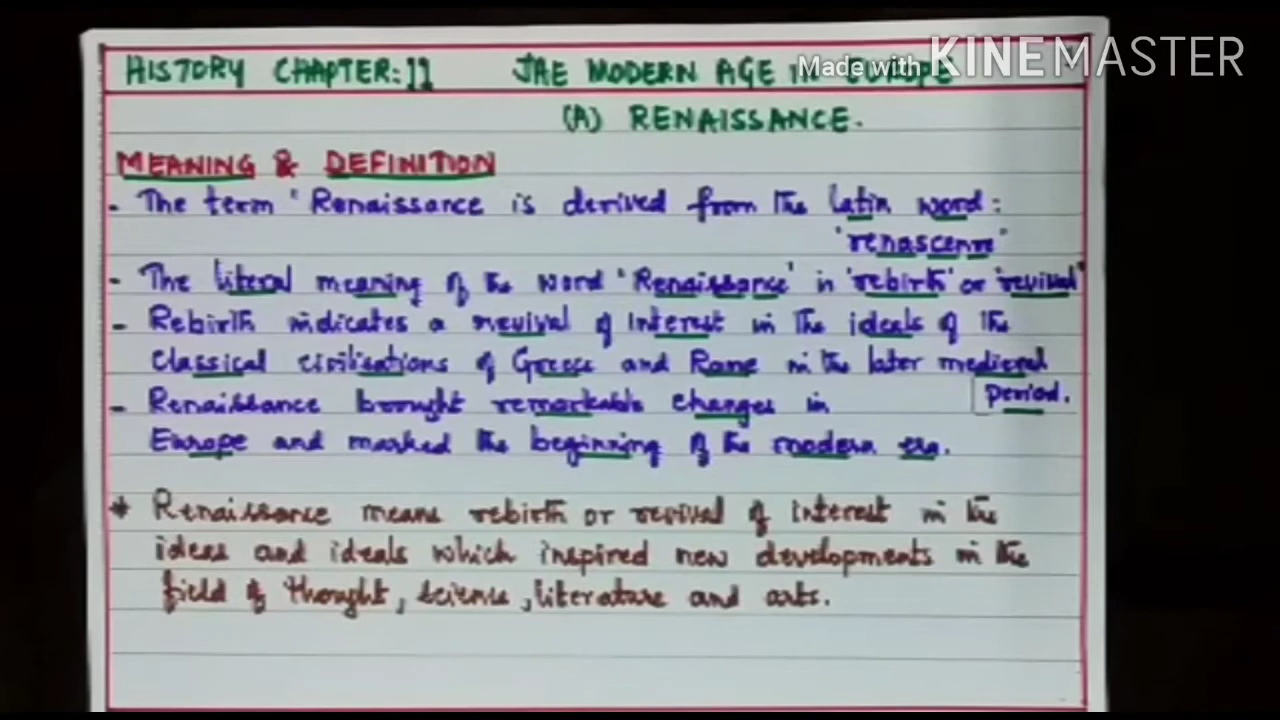 HISTORY CHAPTER:11 THE MODERN AGE IN EUROPE
Made with KINEMASTER
(A) RENAISSANCE.
MEANING & DEFINITION
- The term 'Renaissance is derived from the Latin word:
'renascere'
- The literal meaning of the word 'Renaissance' is 'rebirth' or 'revival'
- Rebirth indicates a revival of interest in the ideals of the
classical civilisations of Greece and Rome in the later medieval
period.
- Renaissance brought remarkable changes in
Europe and marked the beginning of the modern era.
* Renaissance means rebirth or revival of interest in the
ideas and ideals which inspired new developments in the
field of thought, science, literature and arts.